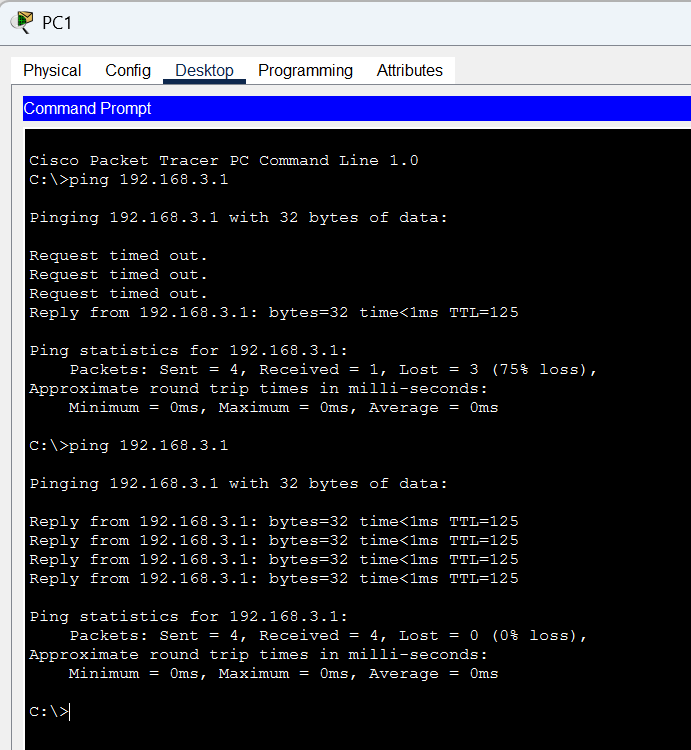 PC1
Physical Config Desktop Programming Attributes
Command Prompt
Cisco Packet Tracer PC Command Line 1.0
C:\>ping 192.168.3.1
Pinging 192.168.3.1 with 32 bytes of data:
Request timed out.
Request timed out.
Request timed out.
Reply from 192.168.3.1: bytes=32 time<1ms TTL=125
Ping statistics for 192.168.3.1:
Packets: Sent = 4, Received = 1, Lost = 3 (75% loss),
Approximate round trip times in milli-seconds:
Minimum = 0ms, Maximum = 0ms, Average = 0ms
C:\>ping 192.168.3.1
Pinging 192.168.3.1 with 32 bytes of data:
Reply from 192.168.3.1: bytes=32 time<1ms TTL=125
Reply from 192.168.3.1: bytes=32 time<1ms TTL=125
Reply from 192.168.3.1: bytes=32 time<1ms TTL=125
Reply from 192.168.3.1: bytes=32 time<1ms TTL=125
Ping statistics for 192.168.3.1:
Packets: Sent = 4, Received = 4, Lost = 0 (0% loss),
Approximate round trip times in milli-seconds:
Minimum = 0ms, Maximum = 0ms, Average = 0ms
C:\>